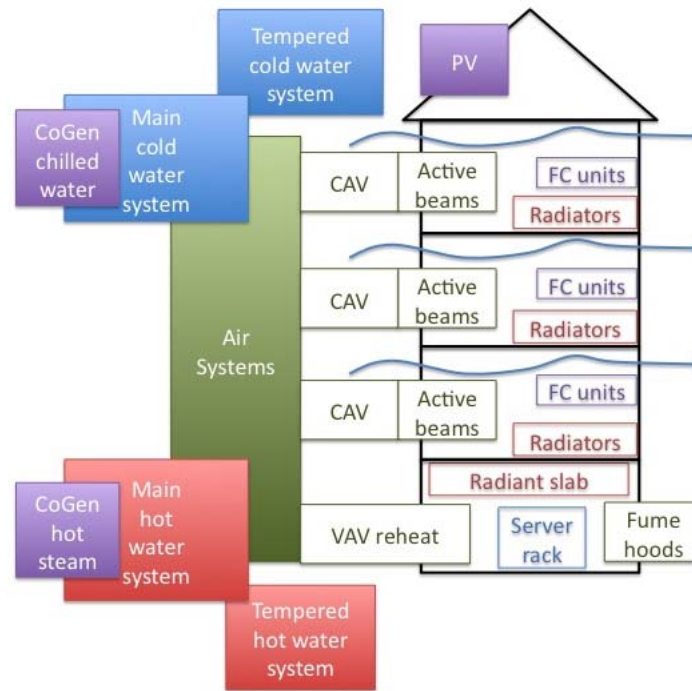 Tempered
cold water
system
PV
CoGen
chilled
water
Main
cold
water
system
CAV
Active
beams
FC units
Radiators
CAV
Active
beams
FC units
Radiators
Air
Systems
CAV
Active
beams
FC units
Radiators
Radiant slab
CoGen
hot
steam
Main
hot
water
system
VAV reheat
Server
rack
Fume
hoods
Tempered
hot water
system